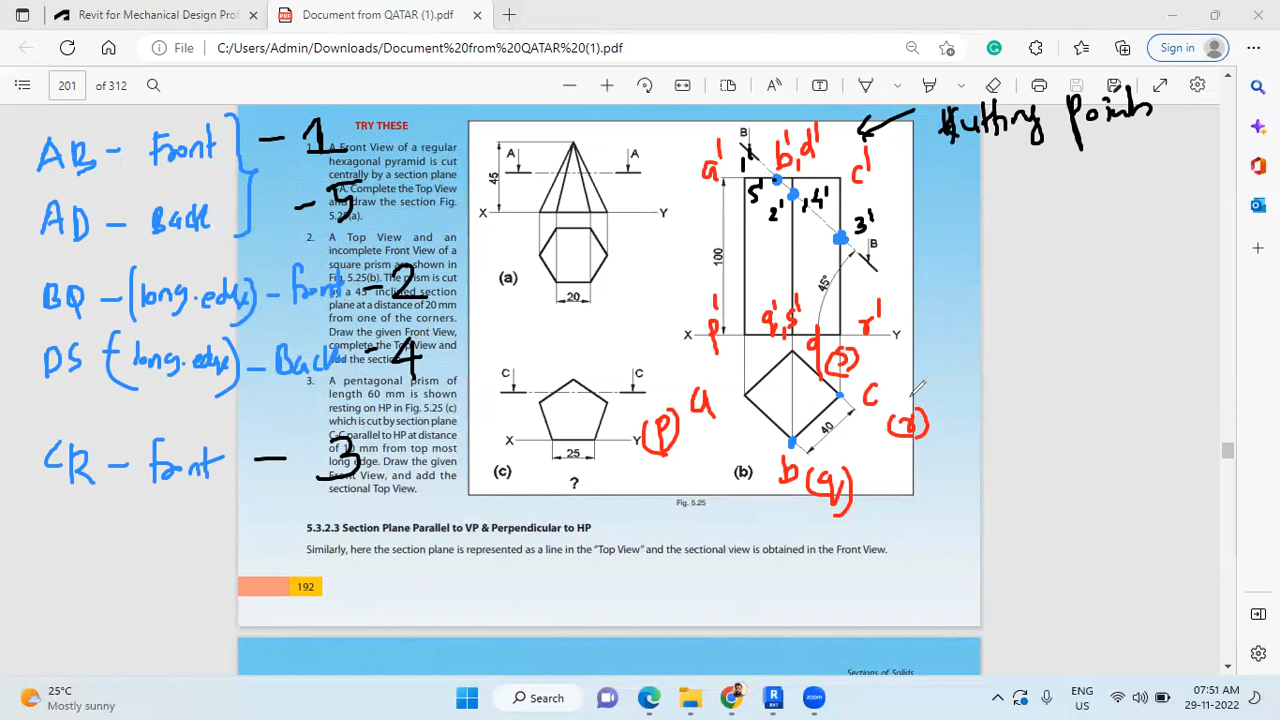 Revit for Mechanical Design Prof
Document from QATAR (1).pdf
File
C:/Users/Admin/Downloads/Document%20from%20QATAR%20(1).pdf
Sign in
201 of 312
Kutting Points
AB - Front - 1
AD - Back - 5
BQ - (long.edge) - front - 2
DS (long.edge) - Back - 4
CR - font - 3
TRY THESE
1. A Front View of a regular
hexagonal pyramid is cut
centrally by a section plane
A-A. Complete the Top View
and draw the section Fig.
5.25(a).
2. A Top View and an
incomplete Front View of a
square prism are shown in
Fig. 5.25(b). The prism is cut
by a 45° inclined section
plane at a distance of 20 mm
from one of the corners.
Draw the given Front View,
complete the Top View and
add the section
3. A pentagonal prism of
length 60 mm is shown
resting on HP in Fig. 5.25 (c)
which is cut by section plane
C-C parallel to HP at distance
of 10 mm from top most
long edge. Draw the given
Front View, and add the
sectional Top View.
A A
45
X Y
(a)
20
C C
X Y
25
(c)
?
B
a' 1' b',d' c'
5'
2',4'
3'
B
100
45°
p' q',s' r'
X Y
d
(s)
a
(p)
c
(r)
40
b (q)
(b)
Fig. 5.25
5.3.2.3 Section Plane Parallel to VP & Perpendicular to HP
Similarly, here the section plane is represented as a line in the “Top View” and the sectional view is obtained in the Front View.
192
Sections of Solids
25°C
Mostly sunny
Search
zoom
ENG
US
07:51 AM
29-11-2022